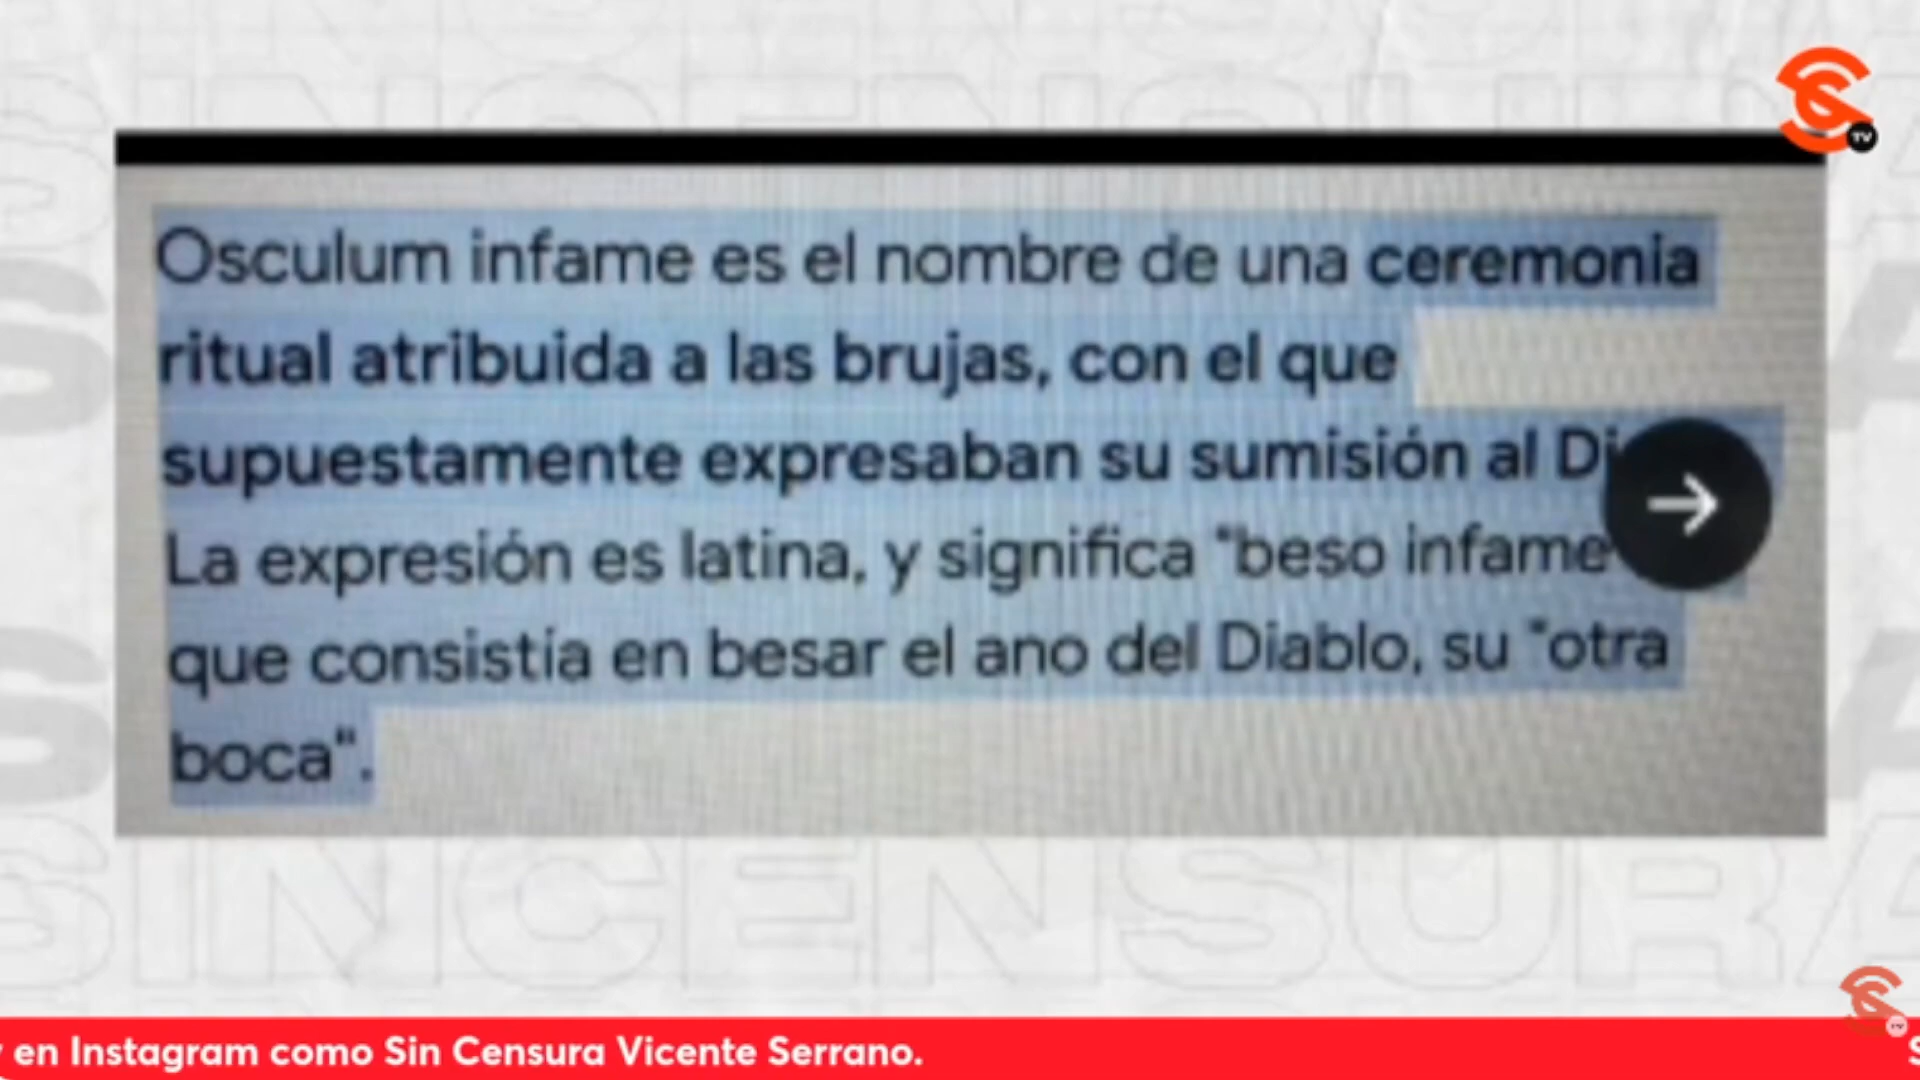 Osculum infame es el nombre de una ceremonia
ritual atribuida a las brujas, con el que
supuestamente expresaban su sumisión al
La expresión es latina, y significa "beso infame
que consistía en besar el ano del Diablo, su "otra
boca".
TV
en Instagram como Sin Censura Vicente Serrano.
SINCENSURA